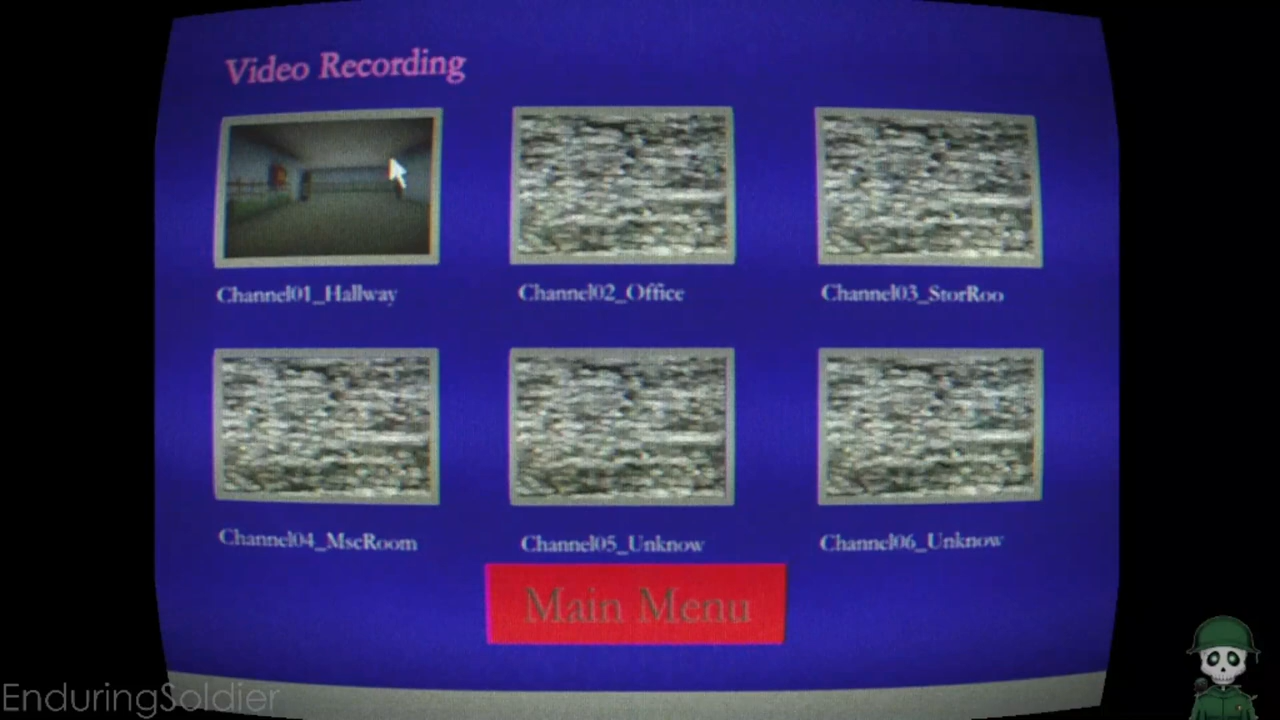 Video Recording
Channel01_Hallway
Channel02_Office
Channel03_StorRoo
Channel04_MscRoom
Channel05_Unknow
Channel06_Unknow
Main Menu
EnduringSoldier